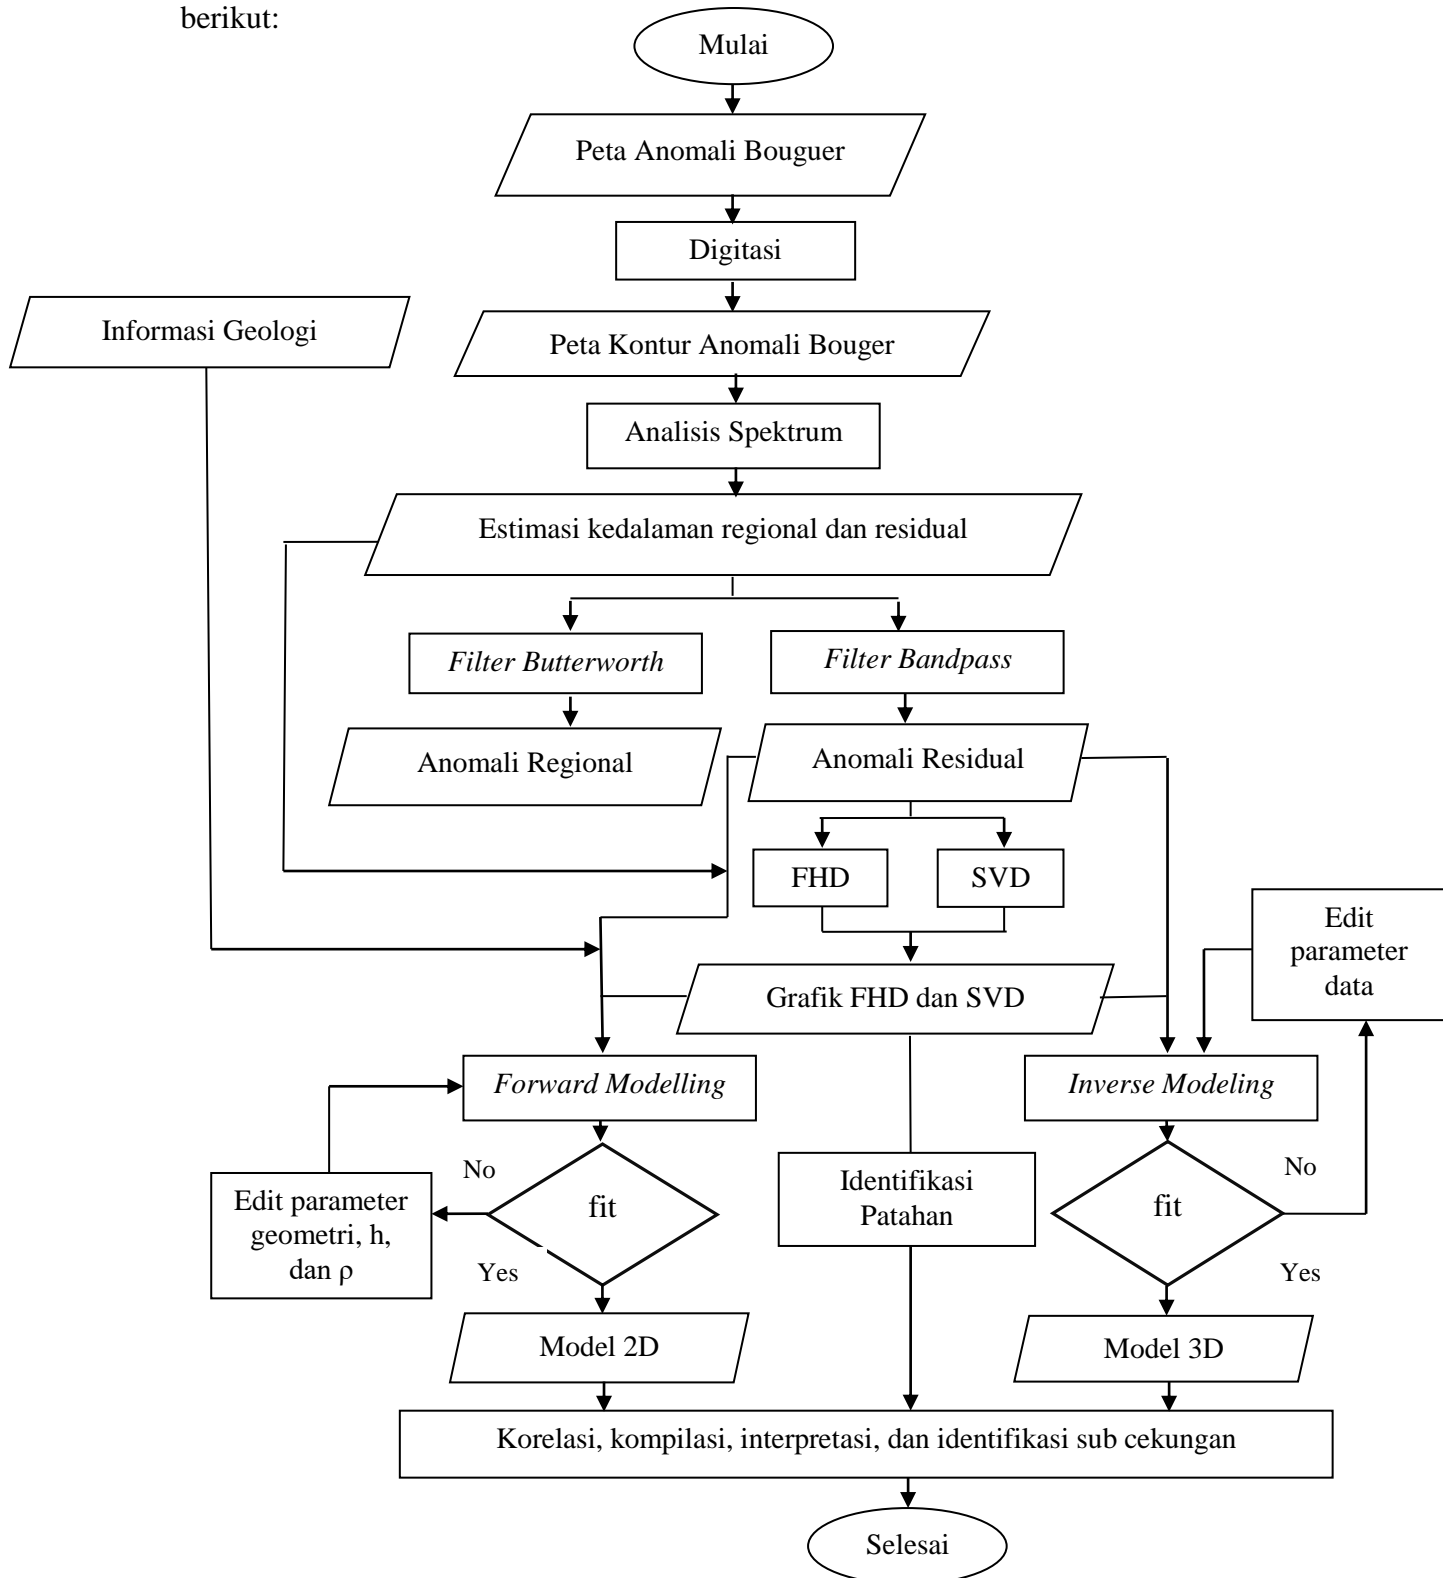 berikut:
Mulai
Peta Anomali Bouguer
Digitasi
Informasi Geologi
Peta Kontur Anomali Bouger
Analisis Spektrum
Estimasi kedalaman regional dan residual
Filter Butterworth
Filter Bandpass
Anomali Regional
Anomali Residual
FHD
SVD
Edit
parameter
data
Grafik FHD dan SVD
Forward Modelling
Inverse Modeling
No
Edit parameter
geometri, h,
dan ρ
fit
Yes
Identifikasi
Patahan
fit
No
Yes
Model 2D
Model 3D
Korelasi, kompilasi, interpretasi, dan identifikasi sub cekungan
Selesai